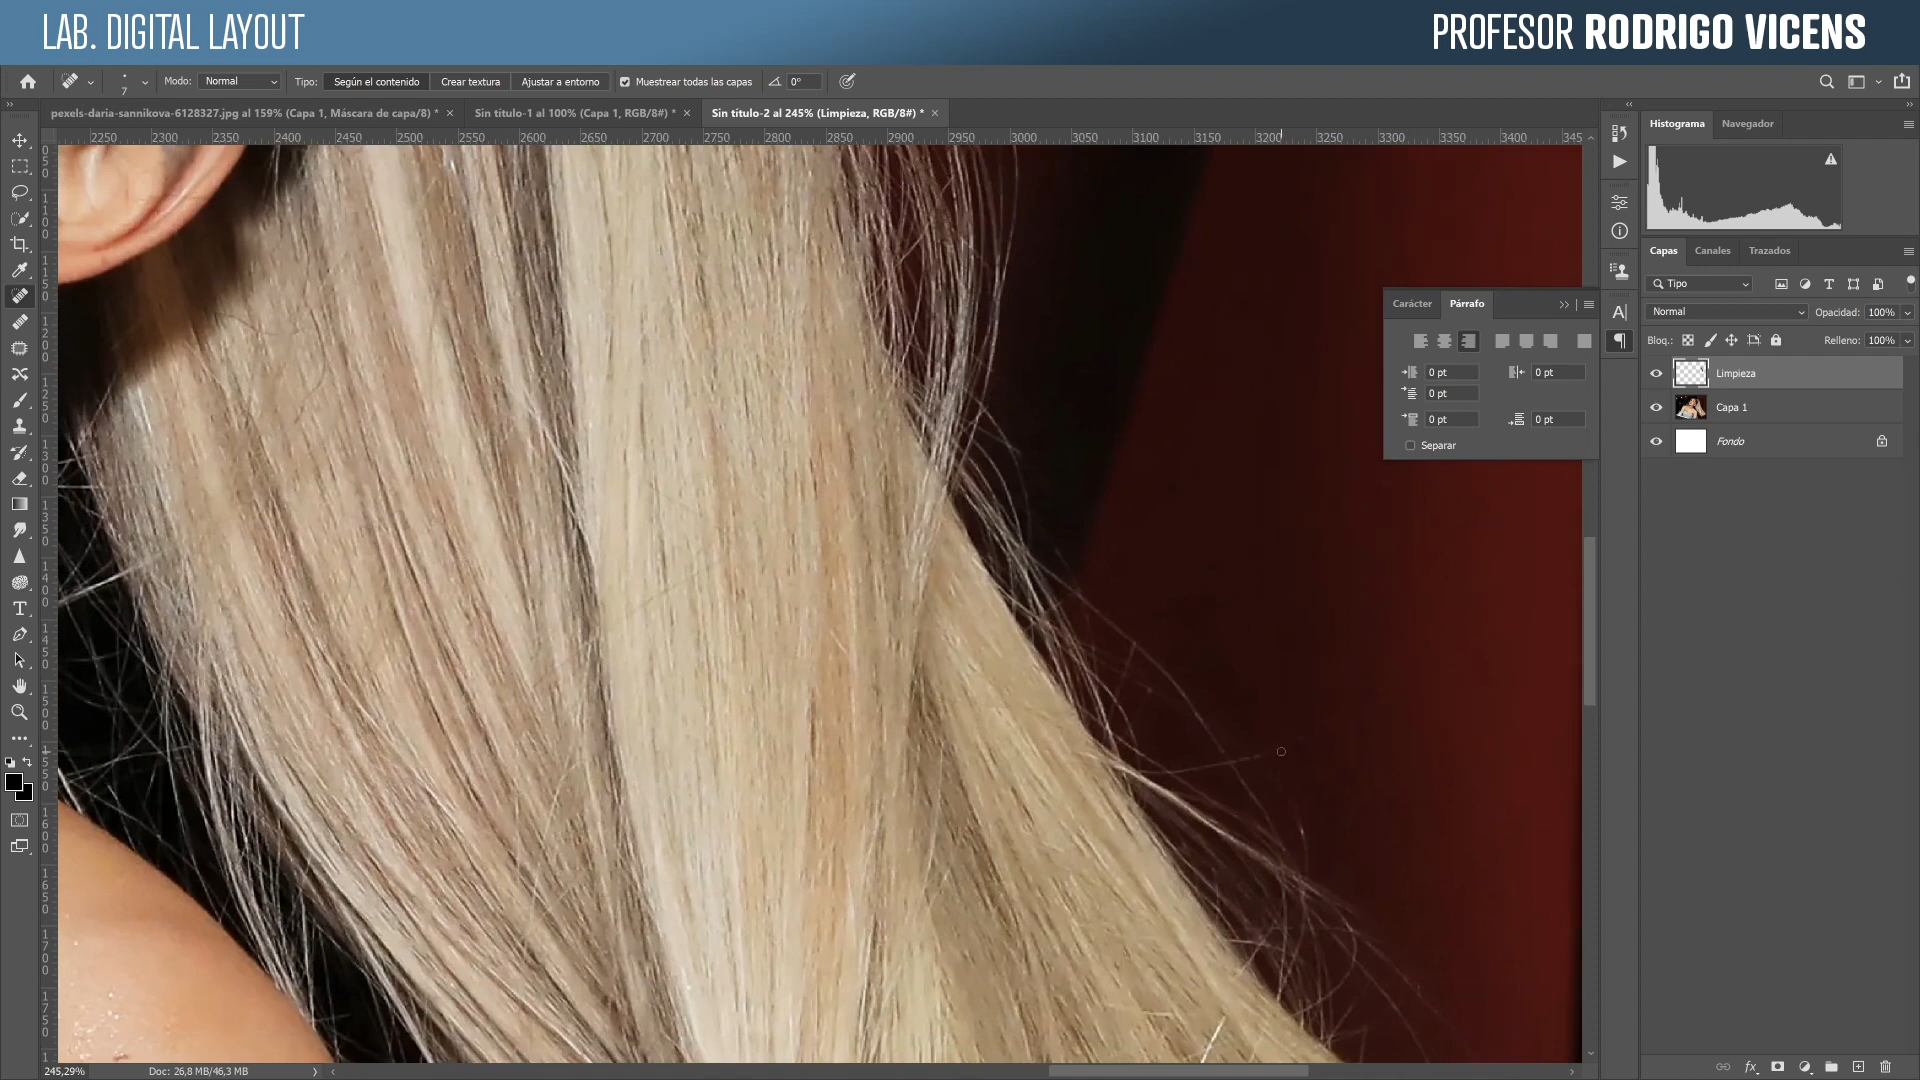 LAB. DIGITAL LAYOUT
PROFESOR RODRIGO VICENS
7
Modo: Normal
Tipo: Según el contenido Crear textura Ajustar a entorno
Muestrear todas las capas
0°
pexels-daria-sannikova-6128327.jpg al 159% (Capa 1, Máscara de capa/8) *
Sin título-1 al 100% (Capa 1, RGB/8#) *
Sin título-2 al 245% (Limpieza, RGB/8#) *
2250 2300 2350 2400 2450 2500 2550 2600 2650 2700 2750 2800 2850 2900 2950 3000 3050 3100 3150 3200 3250 3300 3350 3400 345
Histograma Navegador
Capas Canales Trazados
Tipo
Normal Opacidad: 100%
Bloq.: Relleno: 100%
Limpieza
Capa 1
Fondo
Carácter Párrafo
0 pt 0 pt
0 pt
0 pt 0 pt
Separar
245,29% Doc: 26,8 MB/46,3 MB